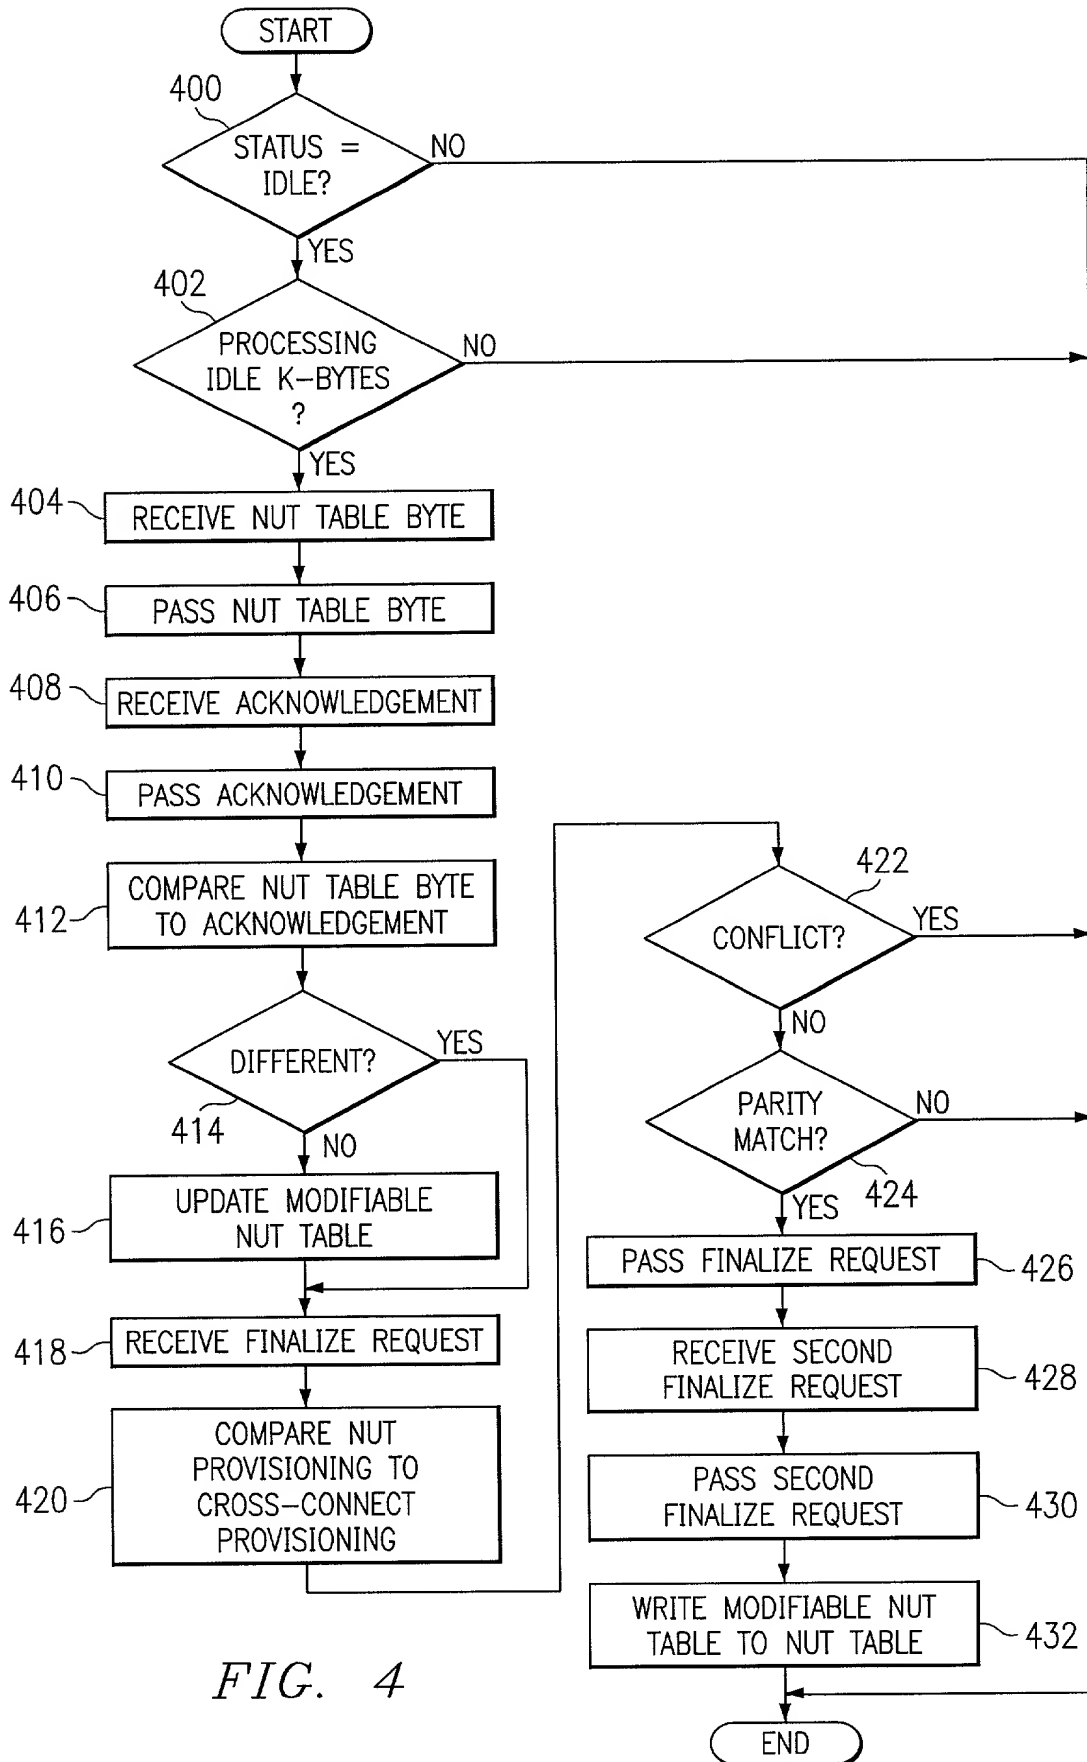 START
400
STATUS =
IDLE?
NO
YES
402
PROCESSING
IDLE K-BYTES
?
NO
YES
404
RECEIVE NUT TABLE BYTE
406
PASS NUT TABLE BYTE
408
RECEIVE ACKNOWLEDGEMENT
410
PASS ACKNOWLEDGEMENT
412
COMPARE NUT TABLE BYTE
TO ACKNOWLEDGEMENT
DIFFERENT?
YES
414
NO
416
UPDATE MODIFIABLE
NUT TABLE
418
RECEIVE FINALIZE REQUEST
420
COMPARE NUT
PROVISIONING TO
CROSS-CONNECT
PROVISIONING
422
CONFLICT?
YES
NO
PARITY
MATCH?
NO
424
YES
PASS FINALIZE REQUEST
426
RECEIVE SECOND
FINALIZE REQUEST
428
PASS SECOND
FINALIZE REQUEST
430
WRITE MODIFIABLE NUT
TABLE TO NUT TABLE
432
END
FIG. 4